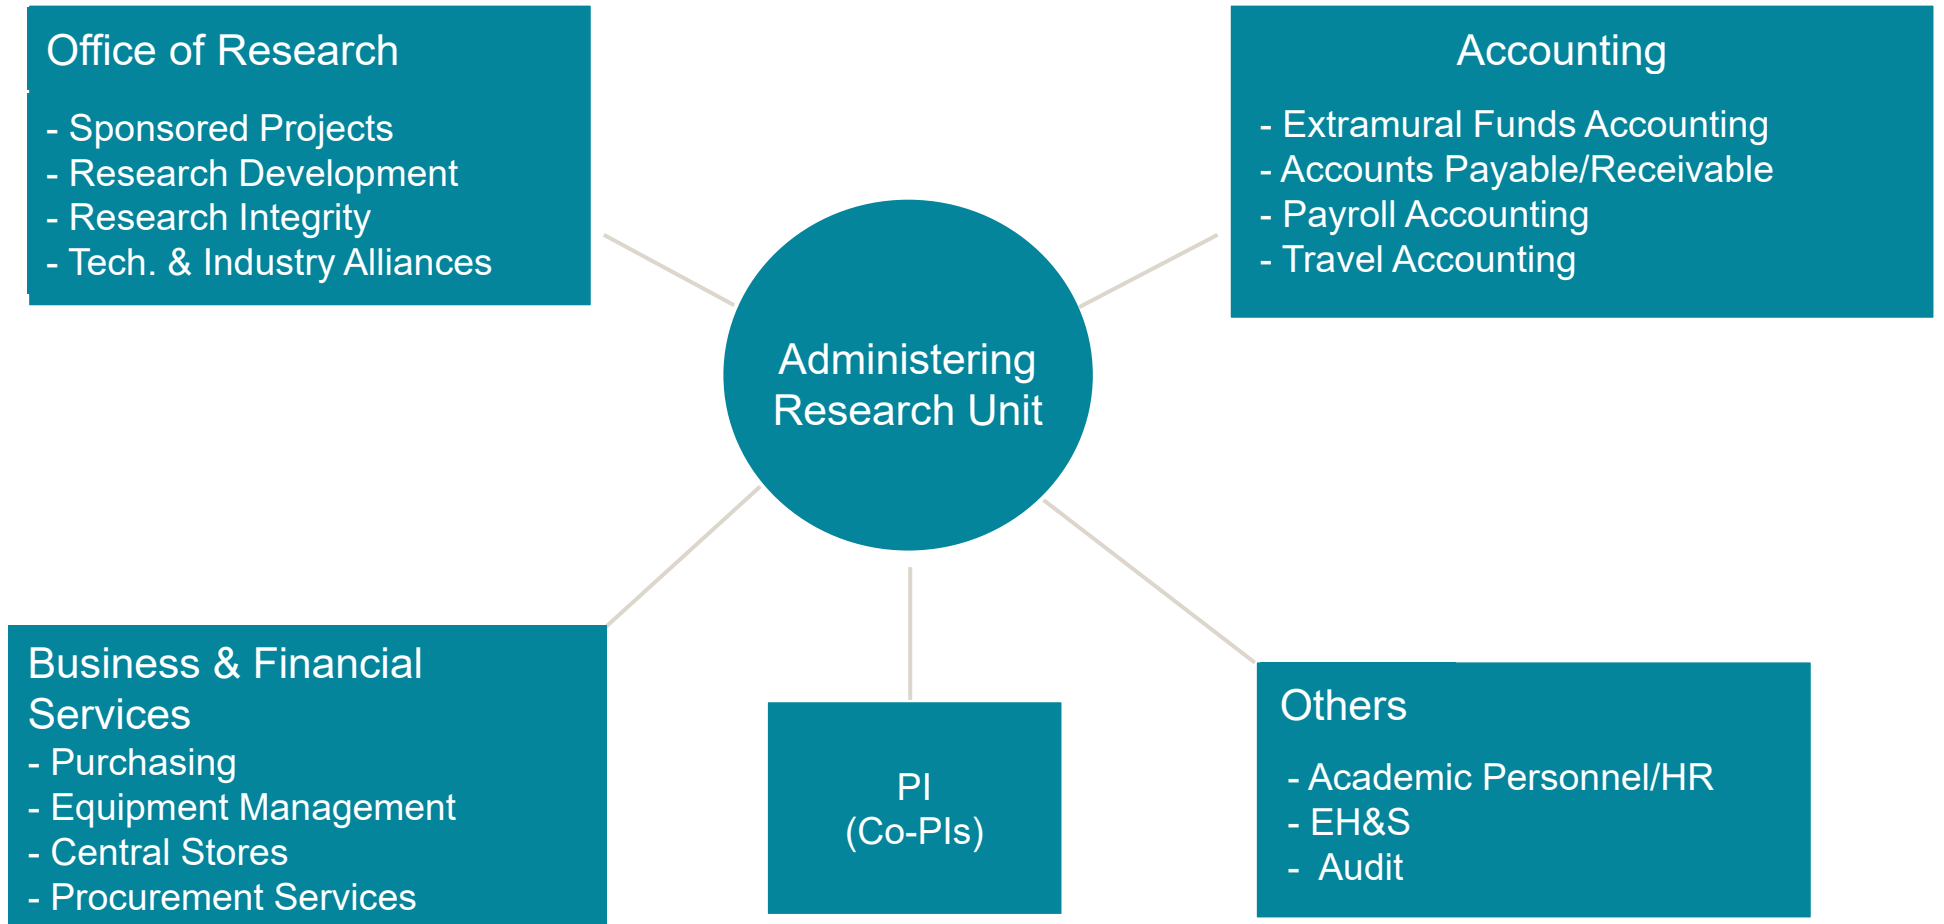 Office of Research
- Sponsored Projects
- Research Development
- Research Integrity
- Tech. & Industry Alliances
Accounting
- Extramural Funds Accounting
- Accounts Payable/Receivable
- Payroll Accounting
- Travel Accounting
Administering
Research Unit
Business & Financial
Services
- Purchasing
- Equipment Management
- Central Stores
- Procurement Services
PI
(Co-PIs)
Others
- Academic Personnel/HR
- EH&S
- Audit